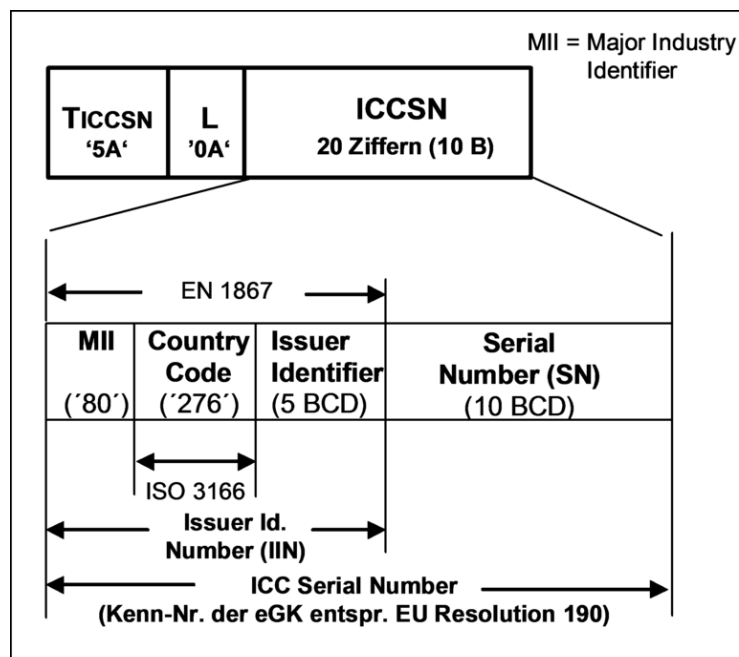 MII = Major Industry
Identifier
TICCSN
‘5A‘
L
’0A‘
ICCSN
20 Ziffern (10 B)
EN 1867
MII
(´80´)
Country
Code
(´276´)
Issuer
Identifier
(5 BCD)
Serial
Number (SN)
(10 BCD)
ISO 3166
Issuer Id.
Number (IIN)
ICC Serial Number
(Kenn-Nr. der eGK entspr. EU Resolution 190)